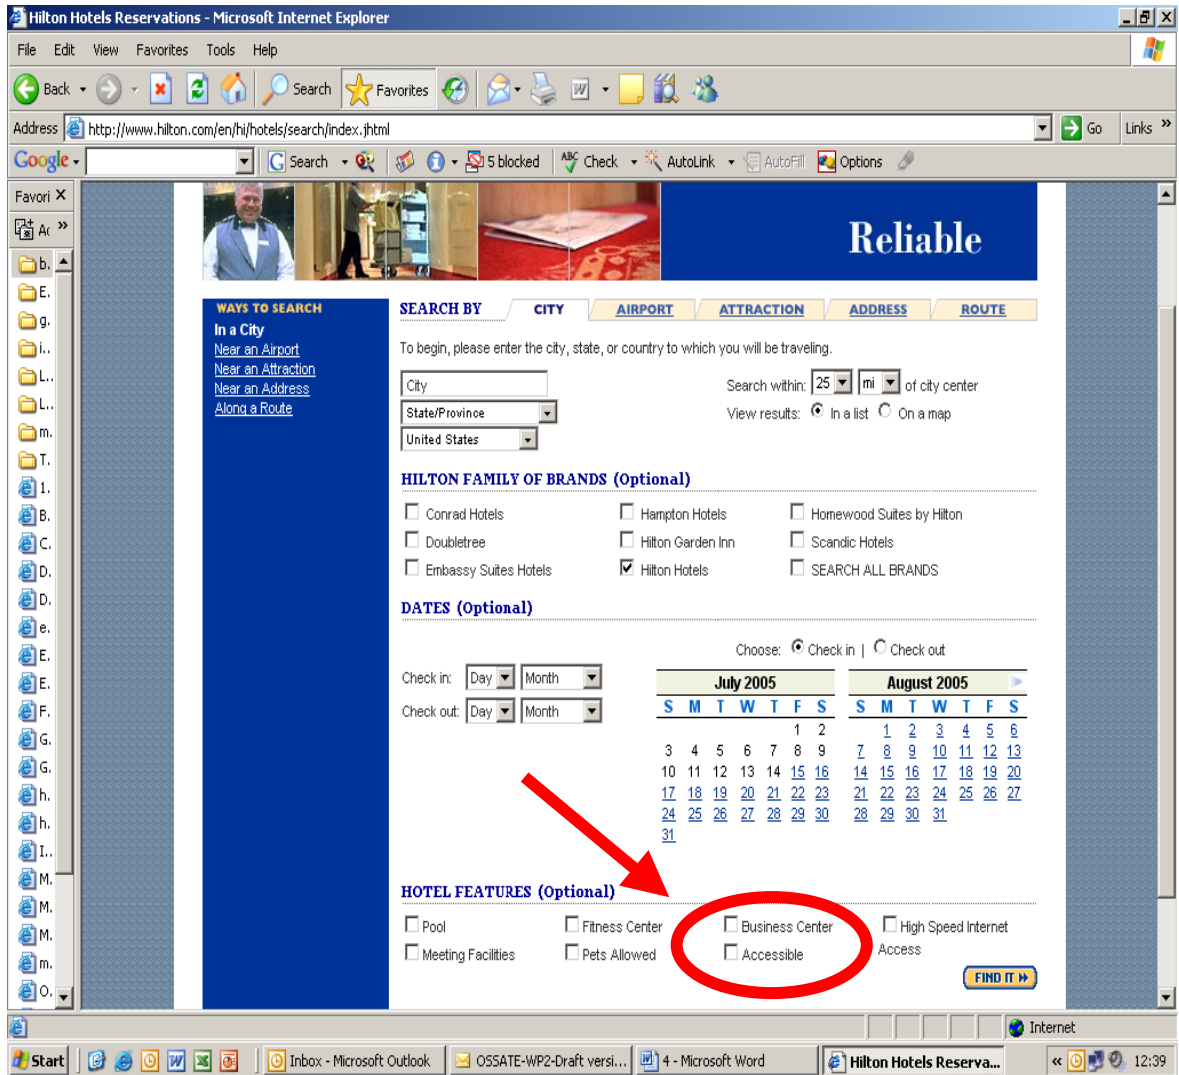 Hilton Hotels Reservations - Microsoft Internet Explorer
File Edit View Favorites Tools Help
Back Search Favorites
Address http://www.hilton.com/en/hi/hotels/search/index.jhtml Go Links »
Google Search 5 blocked ABC Check AutoLink AutoFill Options
Favori X
»
b.
E.
g.
i..
L..
L..
m.
T.
1.
B.
C.
D.
D.
e.
E.
E.
F.
G.
G.
h.
h.
I..
M.
M.
M.
m.
O.
Reliable
WAYS TO SEARCH
In a City
Near an Airport
Near an Attraction
Near an Address
Along a Route
SEARCH BY CITY AIRPORT ATTRACTION ADDRESS ROUTE
To begin, please enter the city, state, or country to which you will be traveling.
City
State/Province
United States
Search within: 25 mi of city center
View results: In a list On a map
HILTON FAMILY OF BRANDS (Optional)
Conrad Hotels Hampton Hotels Homewood Suites by Hilton
Doubletree Hilton Garden Inn Scandic Hotels
Embassy Suites Hotels Hilton Hotels SEARCH ALL BRANDS
DATES (Optional)
Choose: Check in | Check out
Check in: Day Month
Check out: Day Month
July 2005
S M T W T F S
1 2
3 4 5 6 7 8 9
10 11 12 13 14 15 16
17 18 19 20 21 22 23
24 25 26 27 28 29 30
31
August 2005
S M T W T F S
1 2 3 4 5 6
7 8 9 10 11 12 13
14 15 16 17 18 19 20
21 22 23 24 25 26 27
28 29 30 31
HOTEL FEATURES (Optional)
Pool Fitness Center Business Center High Speed Internet Access
Meeting Facilities Pets Allowed Accessible
FIND IT
Internet
Start Inbox - Microsoft Outlook OSSATE-WP2-Draft versi... 4 - Microsoft Word Hilton Hotels Reserva... « 12:39